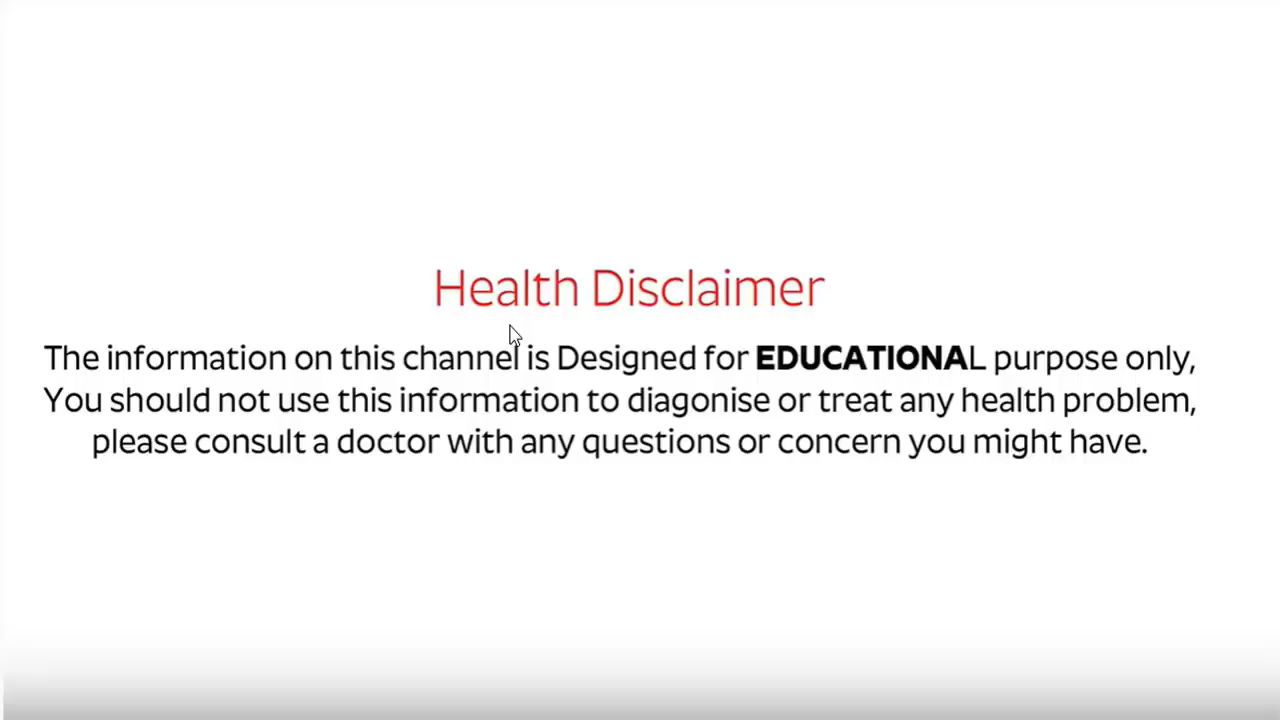 Health Disclaimer
The information on this channel is Designed for EDUCATIONAL purpose only,
You should not use this information to diagonise or treat any health problem,
please consult a doctor with any questions or concern you might have.